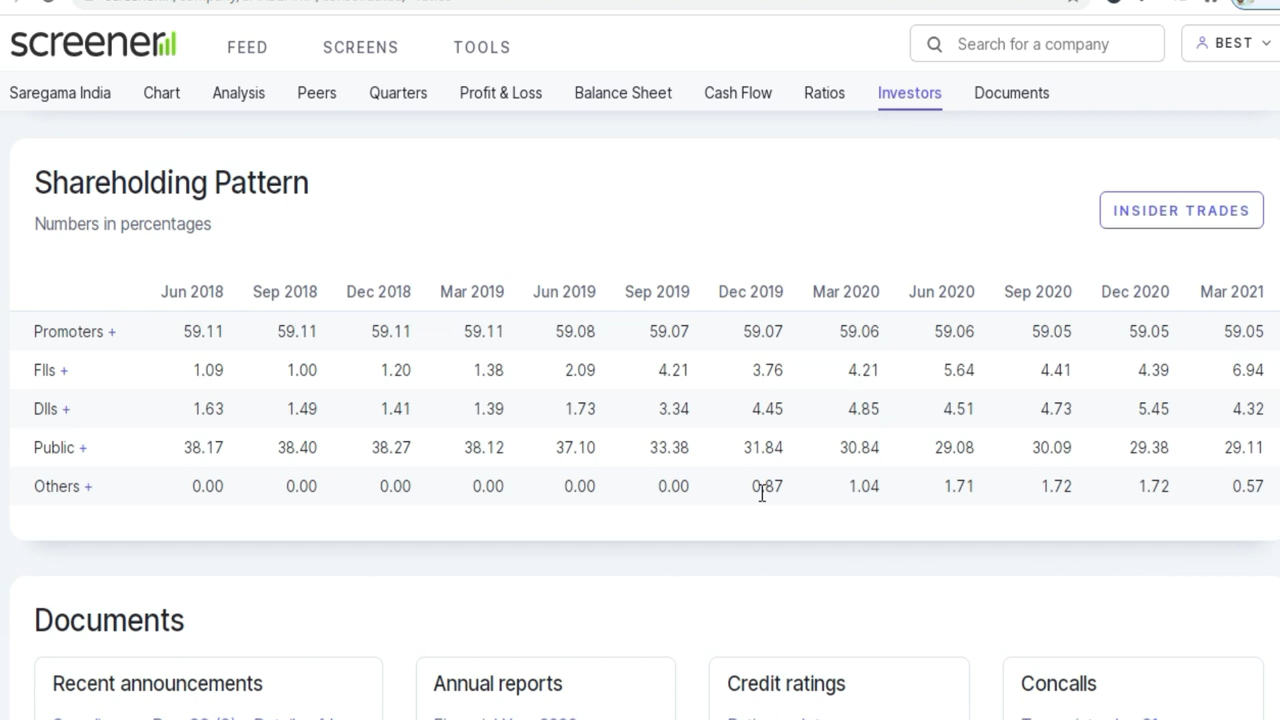 screener
FEED SCREENS TOOLS
Search for a company
BEST
Saregama India Chart Analysis Peers Quarters Profit & Loss Balance Sheet Cash Flow Ratios Investors Documents
Shareholding Pattern
Numbers in percentages
INSIDER TRADES
Jun 2018 Sep 2018 Dec 2018 Mar 2019 Jun 2019 Sep 2019 Dec 2019 Mar 2020 Jun 2020 Sep 2020 Dec 2020 Mar 2021
Promoters + 59.11 59.11 59.11 59.11 59.08 59.07 59.07 59.06 59.06 59.05 59.05 59.05
FIIs + 1.09 1.00 1.20 1.38 2.09 4.21 3.76 4.21 5.64 4.41 4.39 6.94
DIIs + 1.63 1.49 1.41 1.39 1.73 3.34 4.45 4.85 4.51 4.73 5.45 4.32
Public + 38.17 38.40 38.27 38.12 37.10 33.38 31.84 30.84 29.08 30.09 29.38 29.11
Others + 0.00 0.00 0.00 0.00 0.00 0.00 0.87 1.04 1.71 1.72 1.72 0.57
Documents
Recent announcements Annual reports Credit ratings Concalls